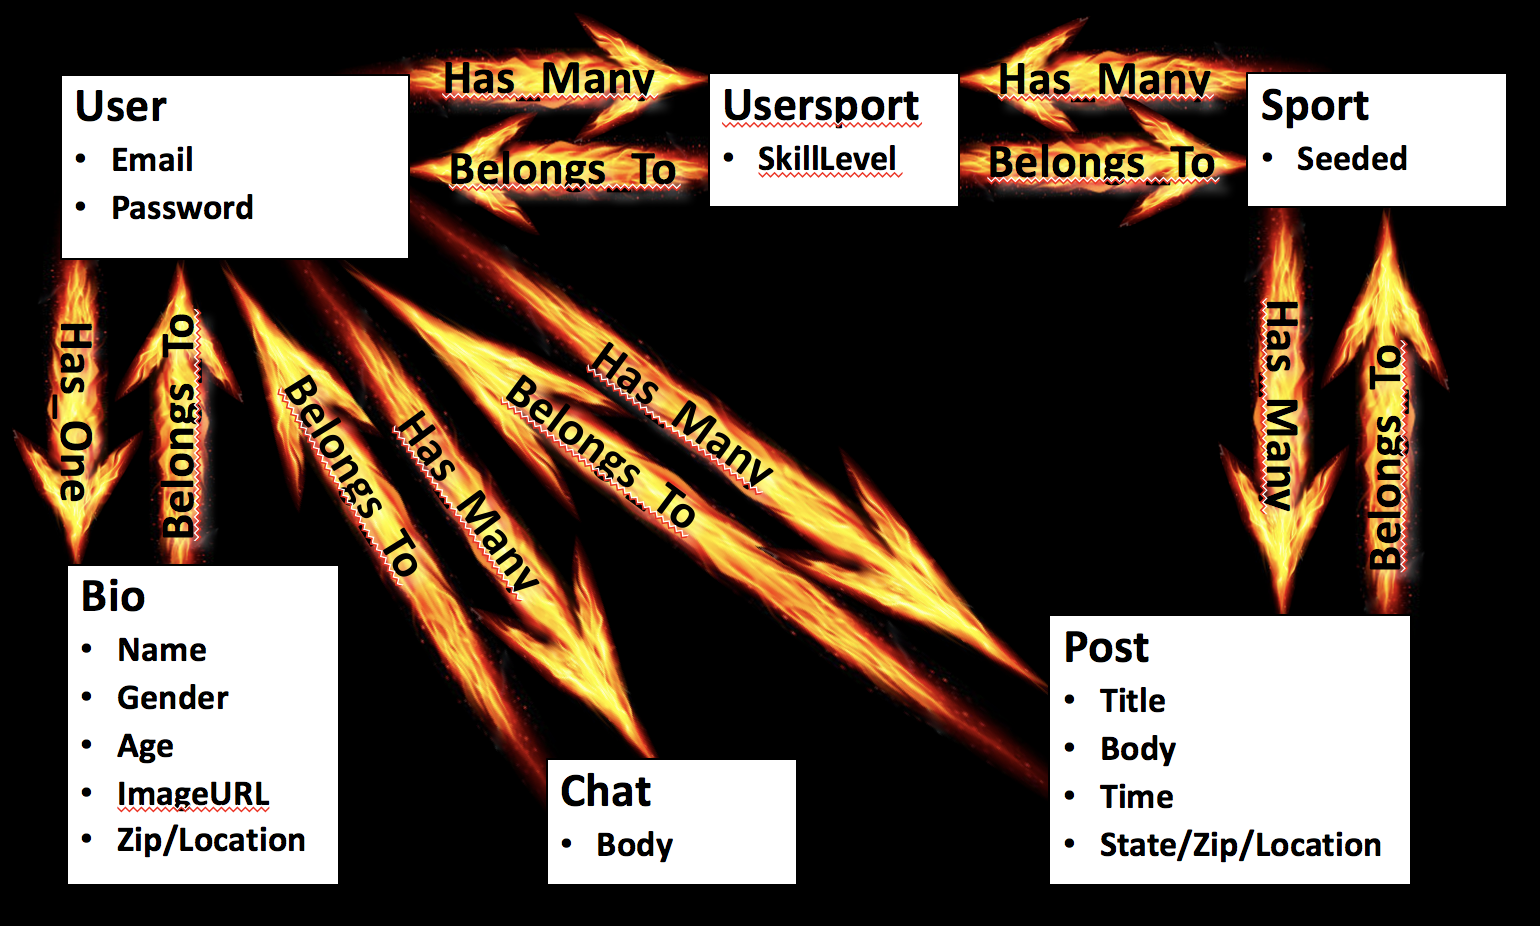 Has_Many
Has_Many
User
• Email
• Password
Usersport
• SkillLevel
Sport
• Seeded
Belongs_To
Belongs_To
Has_One
Belongs_To
Belongs_To
Has_Many
Belongs_To
Has_Many
Has_Many
Belongs_To
Bio
• Name
• Gender
• Age
• ImageURL
• Zip/Location
Chat
• Body
Post
• Title
• Body
• Time
• State/Zip/Location